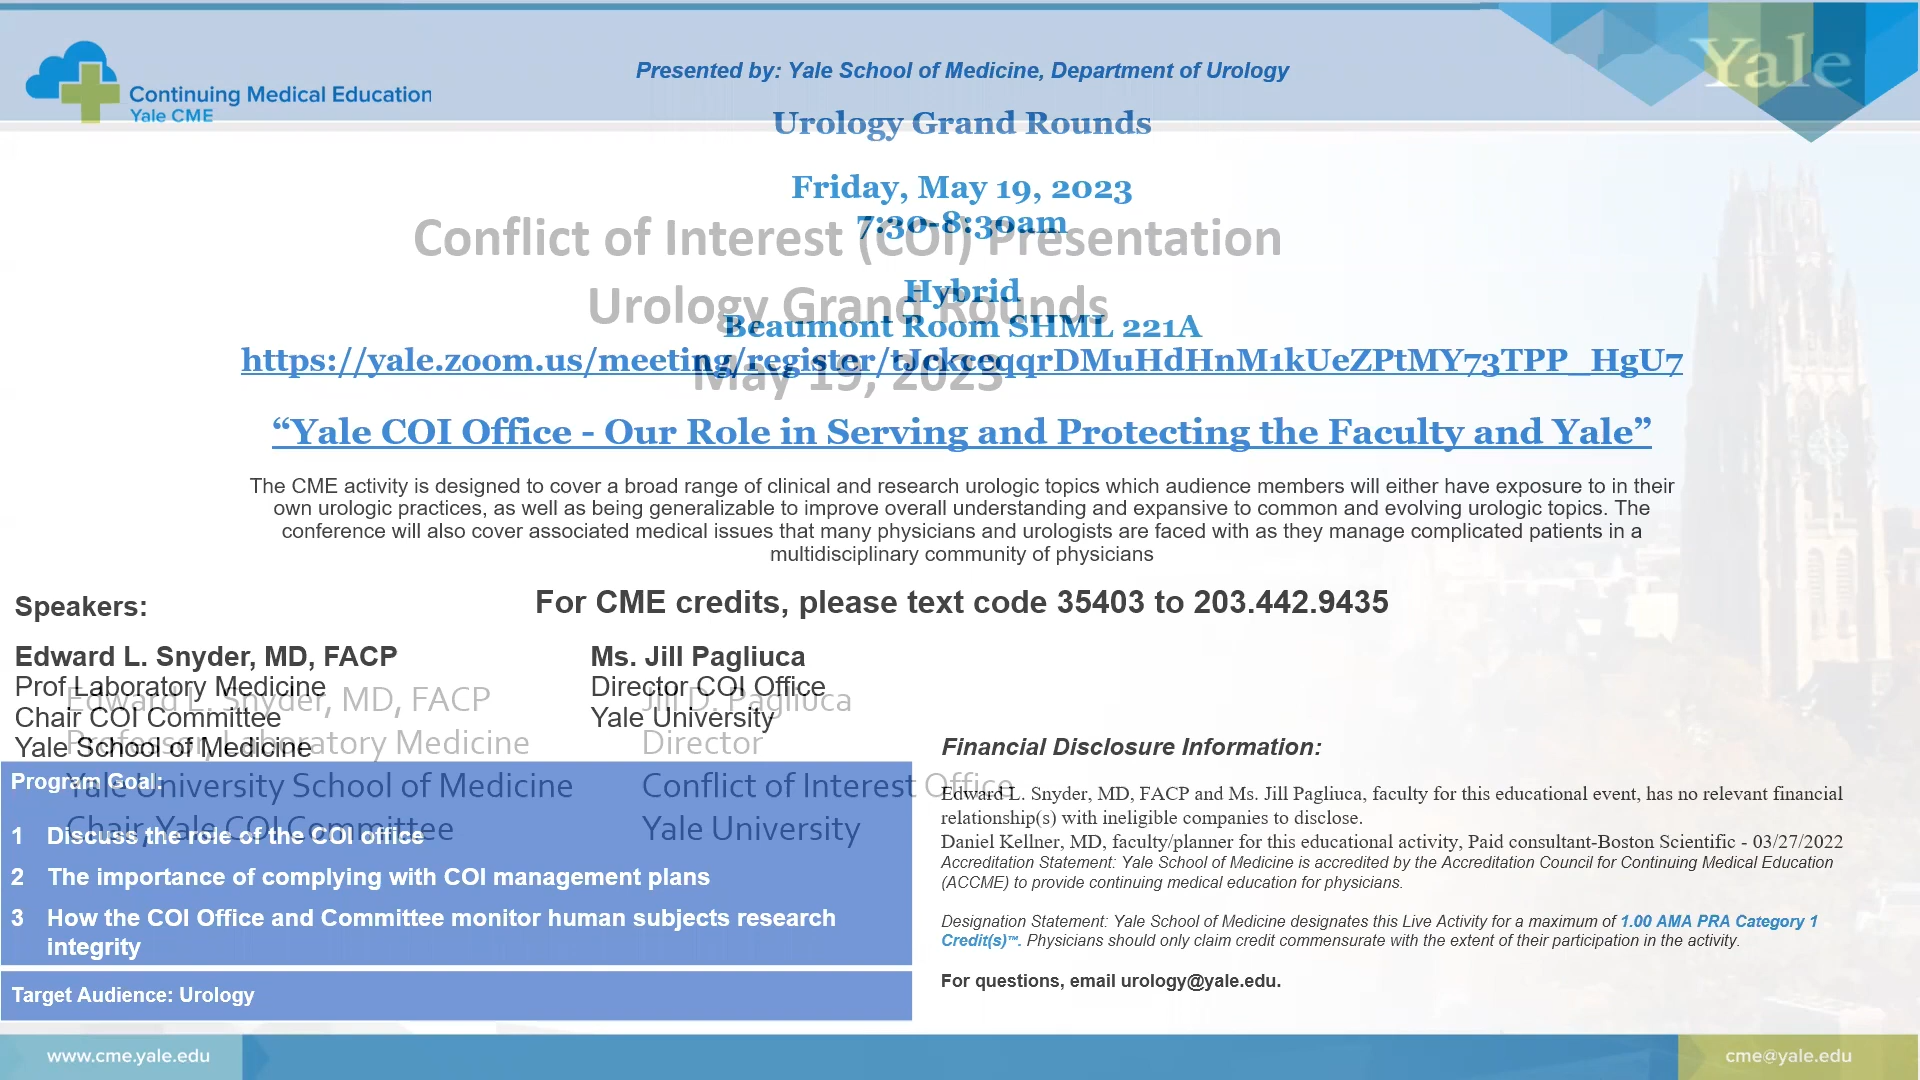 Continuing Medical Education
Yale CME
Presented by: Yale School of Medicine, Department of Urology
Yale
Urology Grand Rounds
Friday, May 19, 2023
7:30-8:30am
Conflict of Interest (COI) Presentation
Hybrid
Urology Grand Rounds
Beaumont Room SHML 221A
https://yale.zoom.us/meeting/register/tJckceqqrDMuHdHnM1kUeZPtMY73TPP_HgU7
May 19, 2023
“Yale COI Office - Our Role in Serving and Protecting the Faculty and Yale”
The CME activity is designed to cover a broad range of clinical and research urologic topics which audience members will either have exposure to in their
own urologic practices, as well as being generalizable to improve overall understanding and expansive to common and evolving urologic topics. The
conference will also cover associated medical issues that many physicians and urologists are faced with as they manage complicated patients in a
multidisciplinary community of physicians
For CME credits, please text code 35403 to 203.442.9435
Speakers:
Edward L. Snyder, MD, FACP
Prof Laboratory Medicine
Chair COI Committee
Yale School of Medicine
Ms. Jill Pagliuca
Director COI Office
Yale University
Edward L. Snyder, MD, FACP
Professor, Laboratory Medicine
Yale University School of Medicine
Chair, Yale COI Committee
Jill D. Pagliuca
Director
Conflict of Interest Office
Yale University
Program Goal:
1 Discuss the role of the COI office
2 The importance of complying with COI management plans
3 How the COI Office and Committee monitor human subjects research
integrity
Target Audience: Urology
Financial Disclosure Information:
Edward L. Snyder, MD, FACP and Ms. Jill Pagliuca, faculty for this educational event, has no relevant financial
relationship(s) with ineligible companies to disclose.
Daniel Kellner, MD, faculty/planner for this educational activity, Paid consultant-Boston Scientific - 03/27/2022
Accreditation Statement: Yale School of Medicine is accredited by the Accreditation Council for Continuing Medical Education
(ACCME) to provide continuing medical education for physicians.
Designation Statement: Yale School of Medicine designates this Live Activity for a maximum of 1.00 AMA PRA Category 1
Credit(s)™. Physicians should only claim credit commensurate with the extent of their participation in the activity.
For questions, email urology@yale.edu.
www.cme.yale.edu
cme@yale.edu